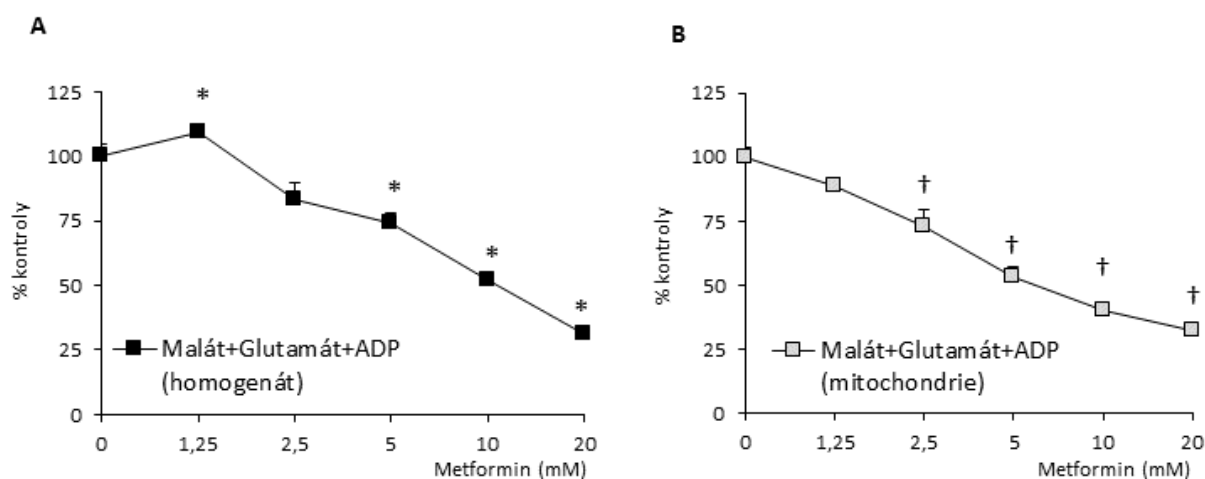 A
125
100
75
50
25
0
% kontroly
*
*
*
*
Malát+Glutamát+ADP
(homogenát)
0 1,25 2,5 5 10 20
Metformin (mM)
B
125
100
75
50
25
0
% kontroly
†
†
†
†
Malát+Glutamát+ADP
(mitochondrie)
0 1,25 2,5 5 10 20
Metformin (mM)